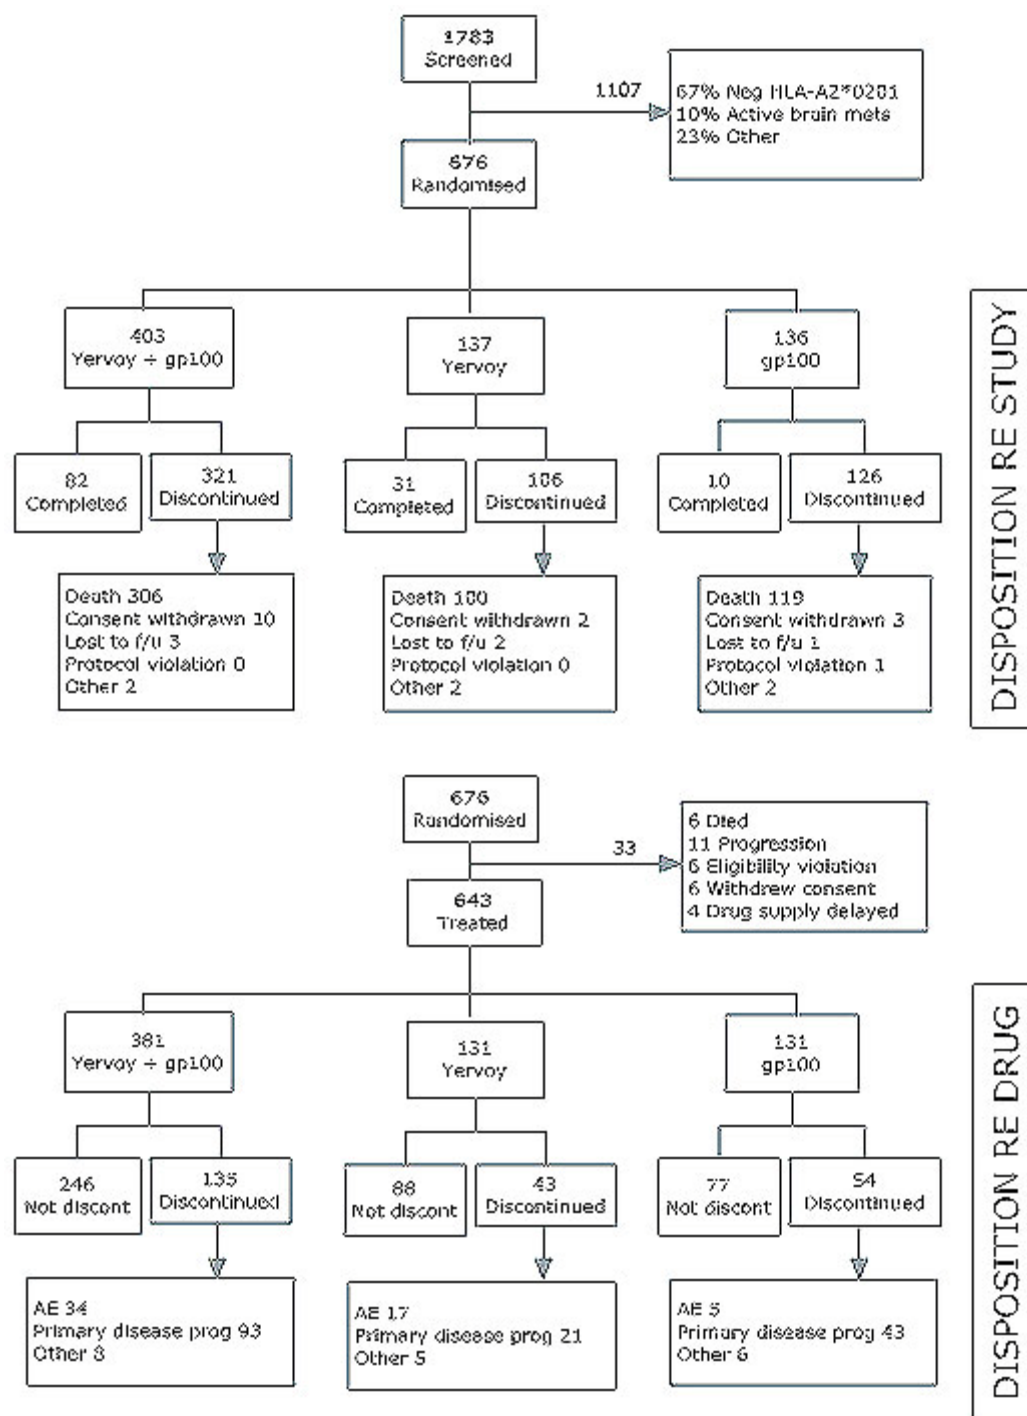 1783
Screened
1107
67% Neg HLA-A2*0201
10% Active brain mets
23% Other
676
Randomised
403
Yervoy + gp100
137
Yervoy
136
gp100
82
Completed
321
Discontinued
31
Completed
106
Discontinued
10
Completed
126
Discontinued
Death 306
Consent withdrawn 10
Lost to f/u 3
Protocol violation 0
Other 2
Death 100
Consent withdrawn 2
Lost to f/u 2
Protocol violation 0
Other 2
Death 119
Consent withdrawn 3
Lost to f/u 1
Protocol violation 1
Other 2
DISPOSITION RE STUDY
676
Randomised
33
6 Died
11 Progression
6 Eligibility violation
6 Withdrew consent
4 Drug supply delayed
643
Treated
381
Yervoy + gp100
131
Yervoy
131
gp100
246
Not discont
135
Discontinued
88
Not discont
43
Discontinued
77
Not discont
54
Discontinued
AE 34
Primary disease prog 93
Other 8
AE 17
Primary disease prog 21
Other 5
AE 5
Primary disease prog 43
Other 6
DISPOSITION RE DRUG